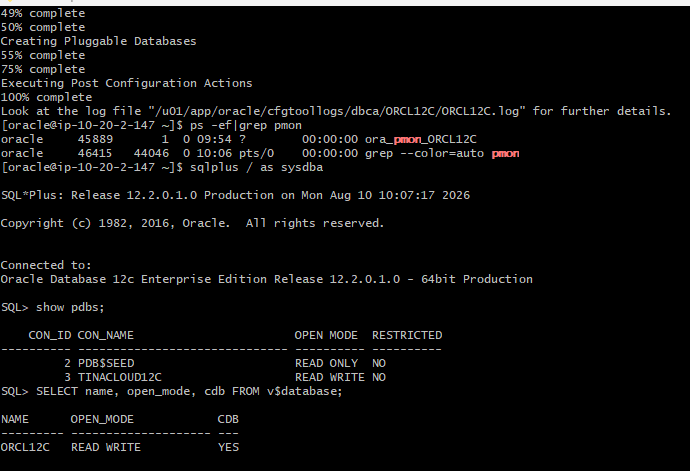 49% complete
50% complete
Creating Pluggable Databases
55% complete
75% complete
Executing Post Configuration Actions
100% complete
Look at the log file "/u01/app/oracle/cfgtoollogs/dbca/ORCL12C/ORCL12C.log" for further details.
[oracle@ip-10-20-2-147 ~]$ ps -ef|grep pmon
oracle     45889       1  0 09:54 ?        00:00:00 ora_pmon_ORCL12C
oracle     46415   44046  0 10:06 pts/0    00:00:00 grep --color=auto pmon
[oracle@ip-10-20-2-147 ~]$ sqlplus / as sysdba
SQL*Plus: Release 12.2.0.1.0 Production on Mon Aug 10 10:07:17 2026
Copyright (c) 1982, 2016, Oracle.  All rights reserved.
Connected to:
Oracle Database 12c Enterprise Edition Release 12.2.0.1.0 - 64bit Production
SQL> show pdbs;
    CON_ID CON_NAME                       OPEN MODE  RESTRICTED
---------- ------------------------------ ---------- ----------
         2 PDB$SEED                       READ ONLY  NO
         3 TINACLOUD12C                   READ WRITE NO
SQL> SELECT name, open_mode, cdb FROM v$database;
NAME      OPEN_MODE            CDB
--------- -------------------- ---
ORCL12C   READ WRITE           YES